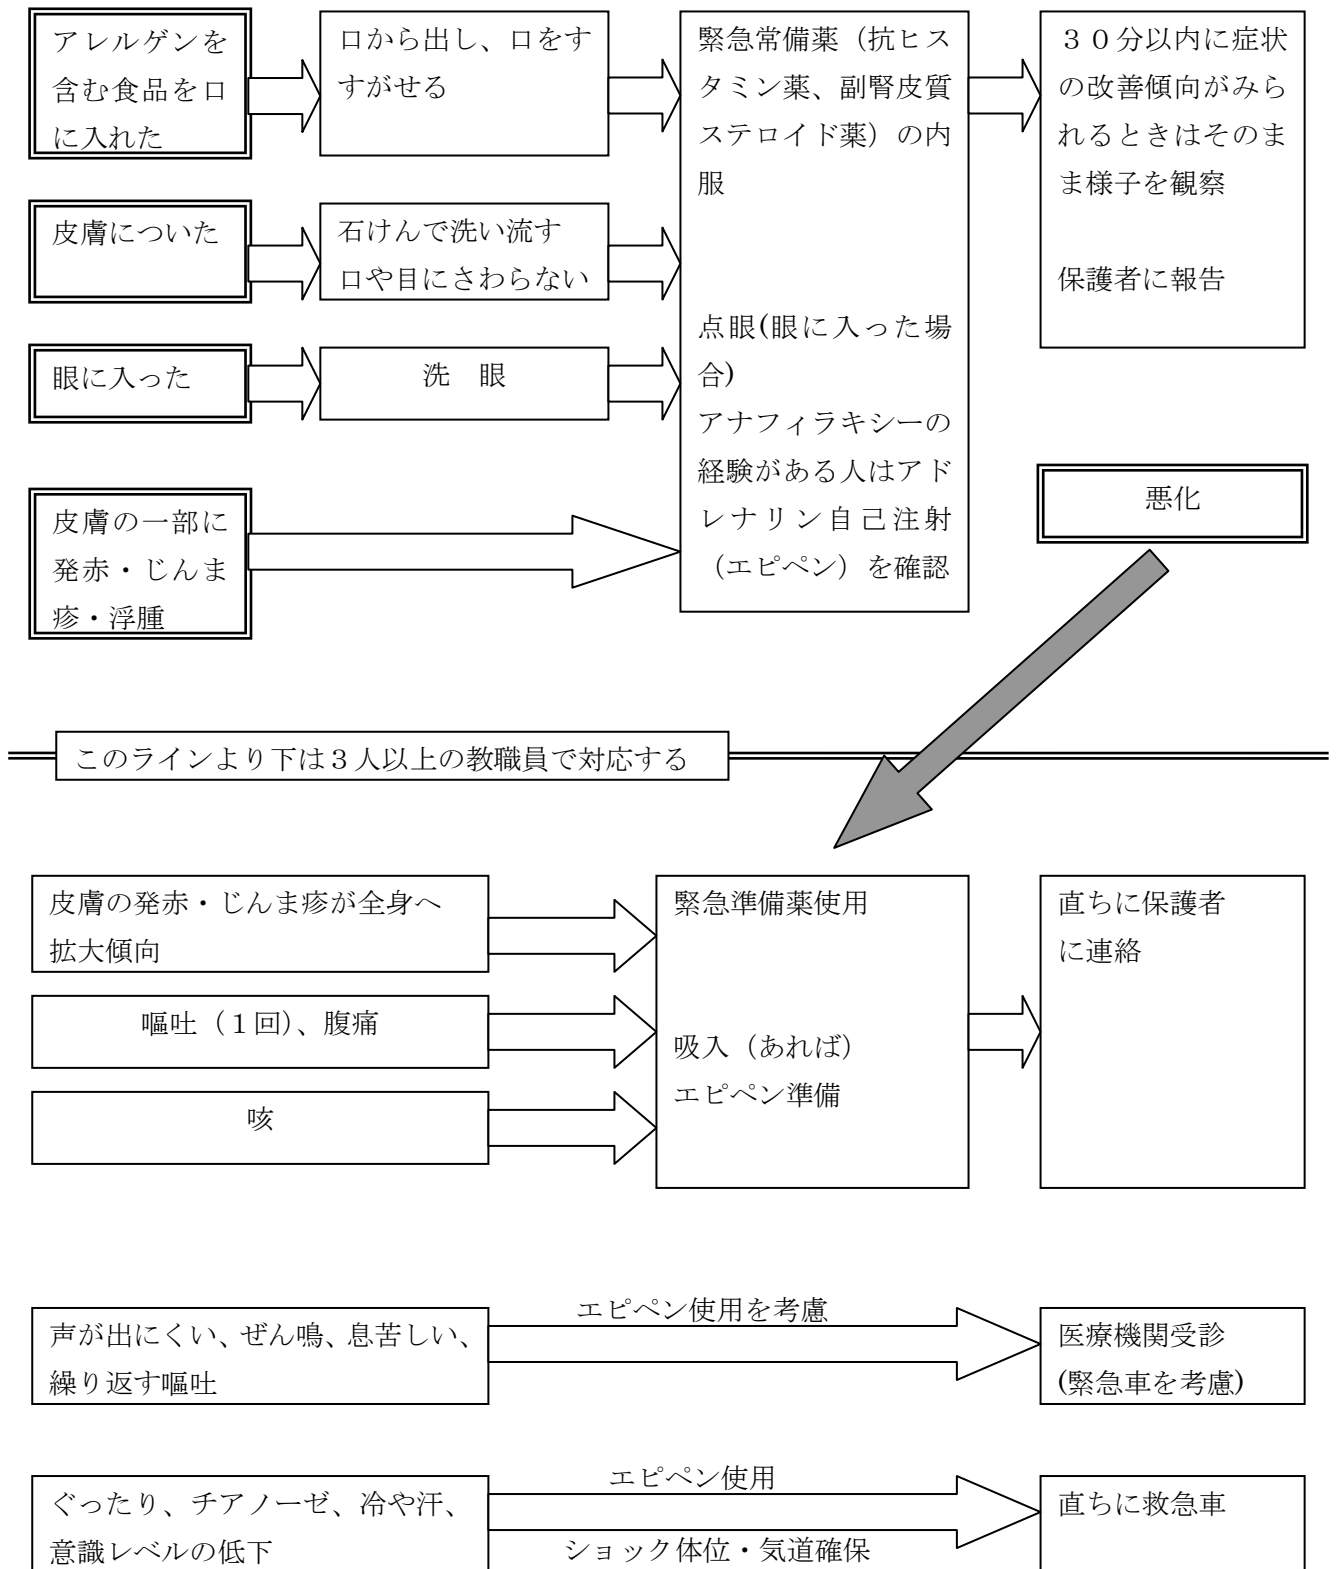 アレルゲンを
含む食品を口
に入れた
口から出し、口をす
すがせる
緊急常備薬（抗ヒス
タミン薬、副腎皮質
ステロイド薬）の内
服
３０分以内に症状
の改善傾向がみら
れるときはそのま
ま様子を観察
保護者に報告
皮膚についた
石けんで洗い流す
口や目にさわらない
眼に入った
洗　眼
点眼(眼に入った場
合)
アナフィラキシーの
経験がある人はアド
レナリン自己注射
（エピペン）を確認
皮膚の一部に
発赤・じんま
疹・浮腫
悪化
このラインより下は３人以上の教職員で対応する
皮膚の発赤・じんま疹が全身へ
拡大傾向
嘔吐（１回）、腹痛
咳
緊急準備薬使用
吸入（あれば）
エピペン準備
直ちに保護者
に連絡
声が出にくい、ぜん鳴、息苦しい、
繰り返す嘔吐
エピペン使用を考慮
医療機関受診
(緊急車を考慮)
ぐったり、チアノーゼ、冷や汗、
意識レベルの低下
エピペン使用
ショック体位・気道確保
直ちに救急車